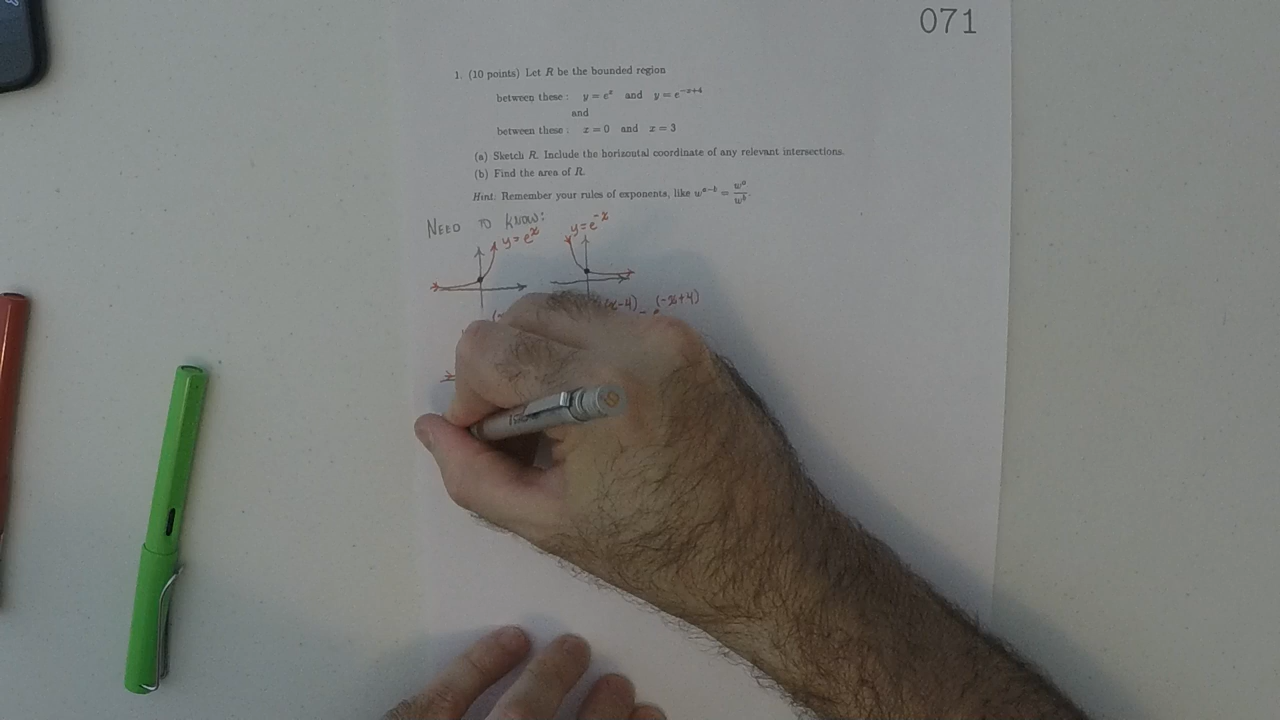 071
1. (10 points) Let R be the bounded region
between these : y = e^x and y = e^{-x+4}
and
between these : x = 0 and x = 3
(a) Sketch R. Include the horizontal coordinate of any relevant intersections.
(b) Find the area of R.
Hint. Remember your rules of exponents, like w^{a-b} = w^a/w^b.
NEED TO KNOW:
y=e^x y=e^{-x}
(x-4) = e^{(-x+4)}